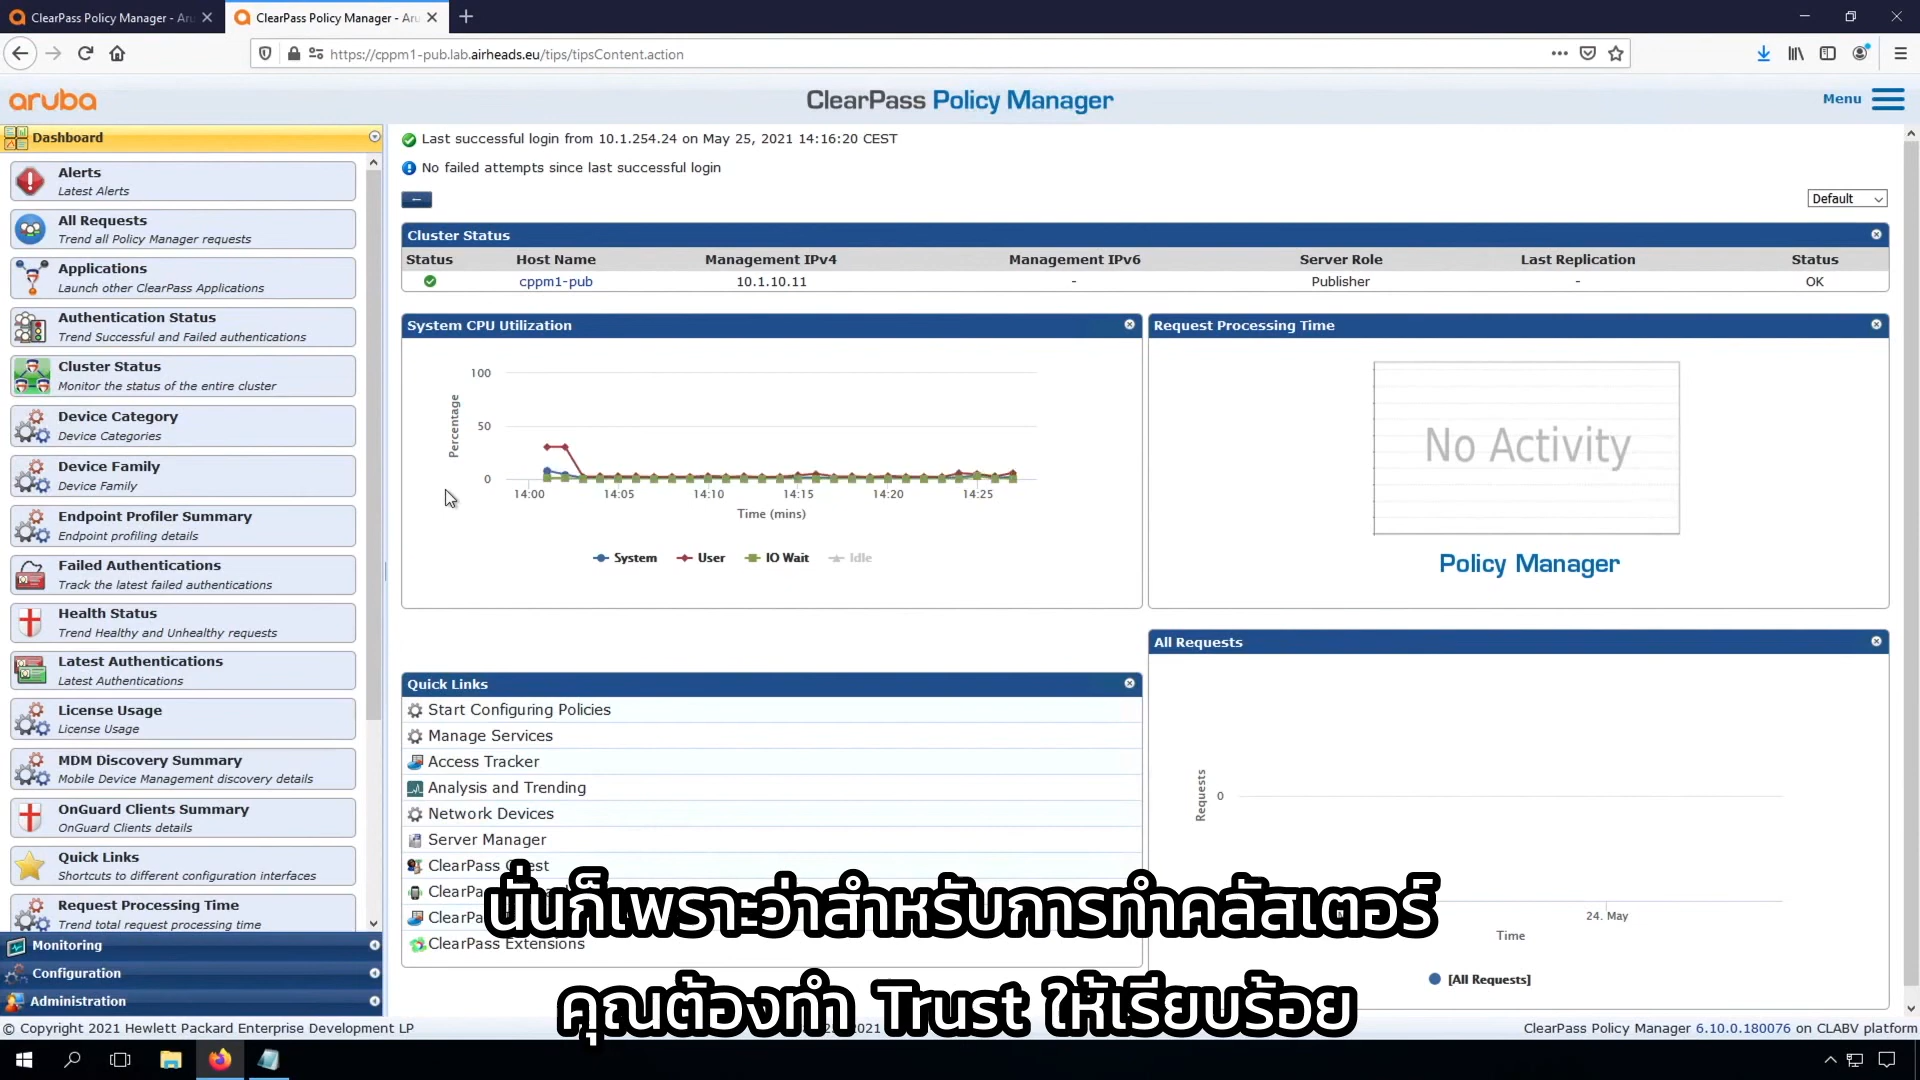 ClearPass Policy Manager - Aru
ClearPass Policy Manager - Aru
https://cppm1-pub.lab.airheads.eu/tips/tipsContent.action
aruba
ClearPass Policy Manager
Menu
Dashboard
Alerts
Latest Alerts
All Requests
Trend all Policy Manager requests
Applications
Launch other ClearPass Applications
Authentication Status
Trend Successful and Failed authentications
Cluster Status
Monitor the status of the entire cluster
Device Category
Device Categories
Device Family
Device Family
Endpoint Profiler Summary
Endpoint profiling details
Failed Authentications
Track the latest failed authentications
Health Status
Trend Healthy and Unhealthy requests
Latest Authentications
Latest Authentications
License Usage
License Usage
MDM Discovery Summary
Mobile Device Management discovery details
OnGuard Clients Summary
OnGuard Clients details
Quick Links
Shortcuts to different configuration interfaces
Request Processing Time
Trend total request processing time
Monitoring
Configuration
Administration
Last successful login from 10.1.254.24 on May 25, 2021 14:16:20 CEST
No failed attempts since last successful login
Default
Cluster Status
Status Host Name Management IPv4 Management IPv6 Server Role Last Replication Status
cppm1-pub 10.1.10.11 - Publisher - OK
System CPU Utilization
Percentage
100
50
0
14:00 14:05 14:10 14:15 14:20 14:25
Time (mins)
System User IO Wait Idle
Request Processing Time
No Activity
Policy Manager
Quick Links
Start Configuring Policies
Manage Services
Access Tracker
Analysis and Trending
Network Devices
Server Manager
ClearPass
ClearPass Extensions
All Requests
Requests
0
24. May
Time
[All Requests]
นั่นก็เพราะว่าสำหรับการทำคลัสเตอร์
คุณต้องทำ Trust ให้เรียบร้อย
© Copyright 2021 Hewlett Packard Enterprise Development LP
2021
ClearPass Policy Manager 6.10.0.180076 on CLABV platform